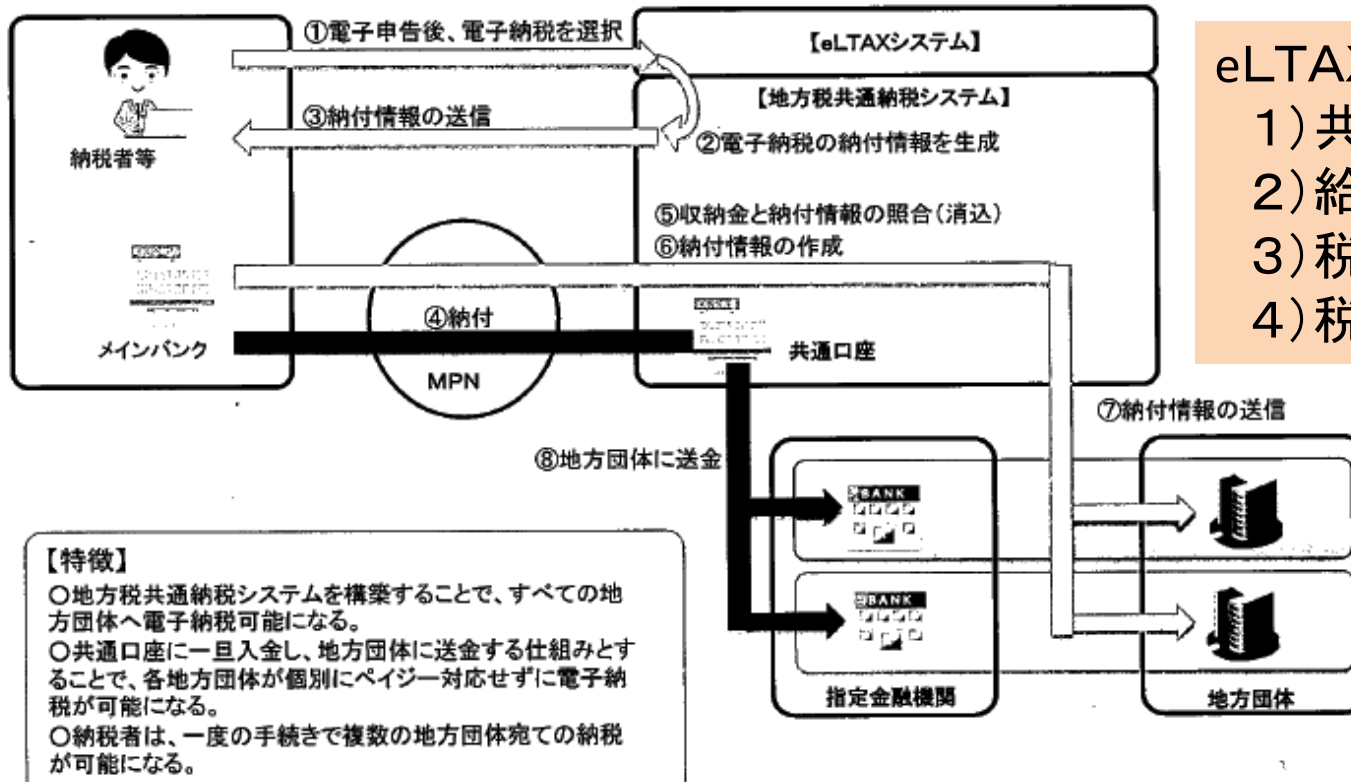 ①電子申告後、電子納税を選択
【eLTAXシステム】
【地方税共通納税システム】
③納付情報の送信
②電子納税の納付情報を生成
納税者等
⑤収納金と納付情報の照合(消込)
⑥納付情報の作成
④納付
MPN
メインバンク
共通口座
⑦納付情報の送信
⑧地方団体に送金
BANK
BANK
指定金融機関
地方団体
【特徴】
○地方税共通納税システムを構築することで、すべての地
方団体へ電子納税可能になる。
○共通口座に一旦入金し、地方団体に送金する仕組みとす
ることで、各地方団体が個別にペイジー対応せずに電子納
税が可能になる。
○納税者は、一度の手続きで複数の地方団体宛ての納税
が可能になる。
eLTAX
1)共
2)給
3)税
4)税